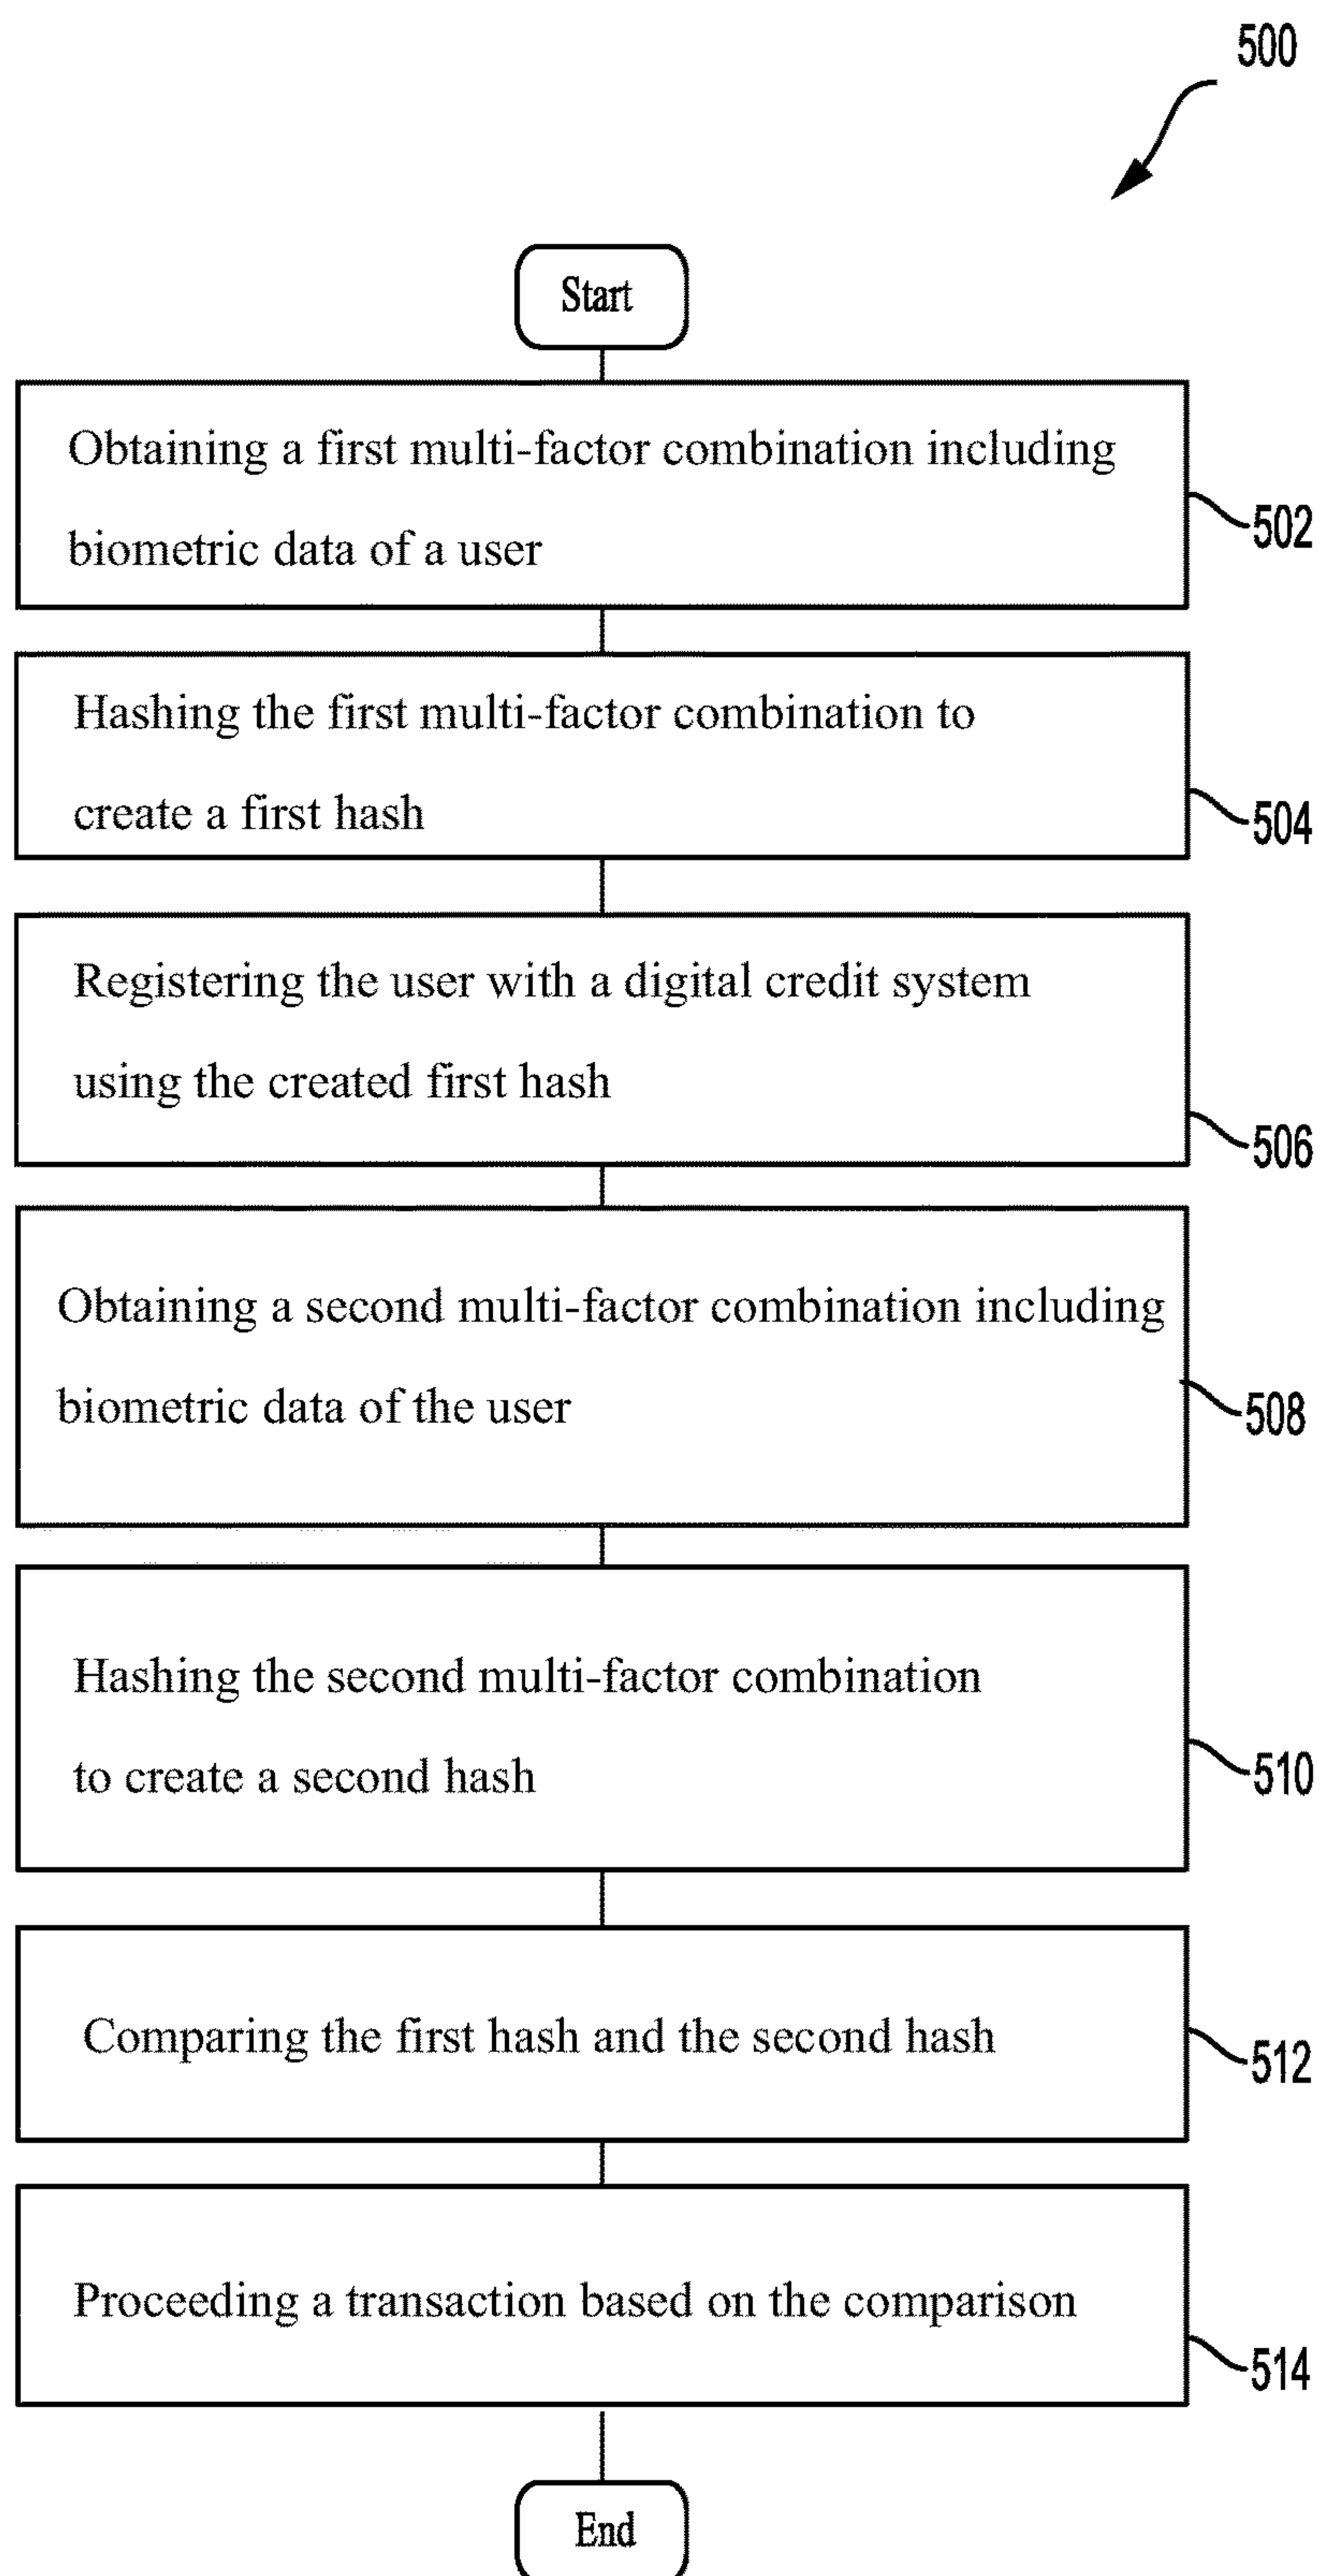 500
Start
Obtaining a first multi-factor combination including
biometric data of a user
502
Hashing the first multi-factor combination to
create a first hash
504
Registering the user with a digital credit system
using the created first hash
506
Obtaining a second multi-factor combination including
biometric data of the user
508
Hashing the second multi-factor combination
to create a second hash
510
Comparing the first hash and the second hash
512
Proceeding a transaction based on the comparison
514
End